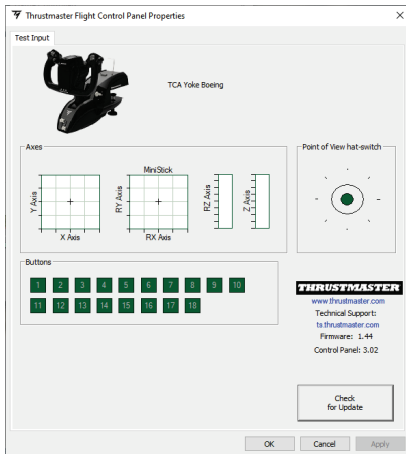 Thrustmaster Flight Control Panel Properties
Test Input
TCA Yoke Boeing
Axes
Point of View hat-switch
MiniStick
Y Axis
X Axis
RY Axis
RX Axis
RZ Axis
Z Axis
Buttons
1 2 3 4 5 6 7 8 9 10
11 12 13 14 15 16 17 18
THRUSTMASTER
www.thrustmaster.com
Technical Support:
ts.thrustmaster.com
Firmware: 1.44
Control Panel: 3.02
Check
for Update
OK Cancel Apply